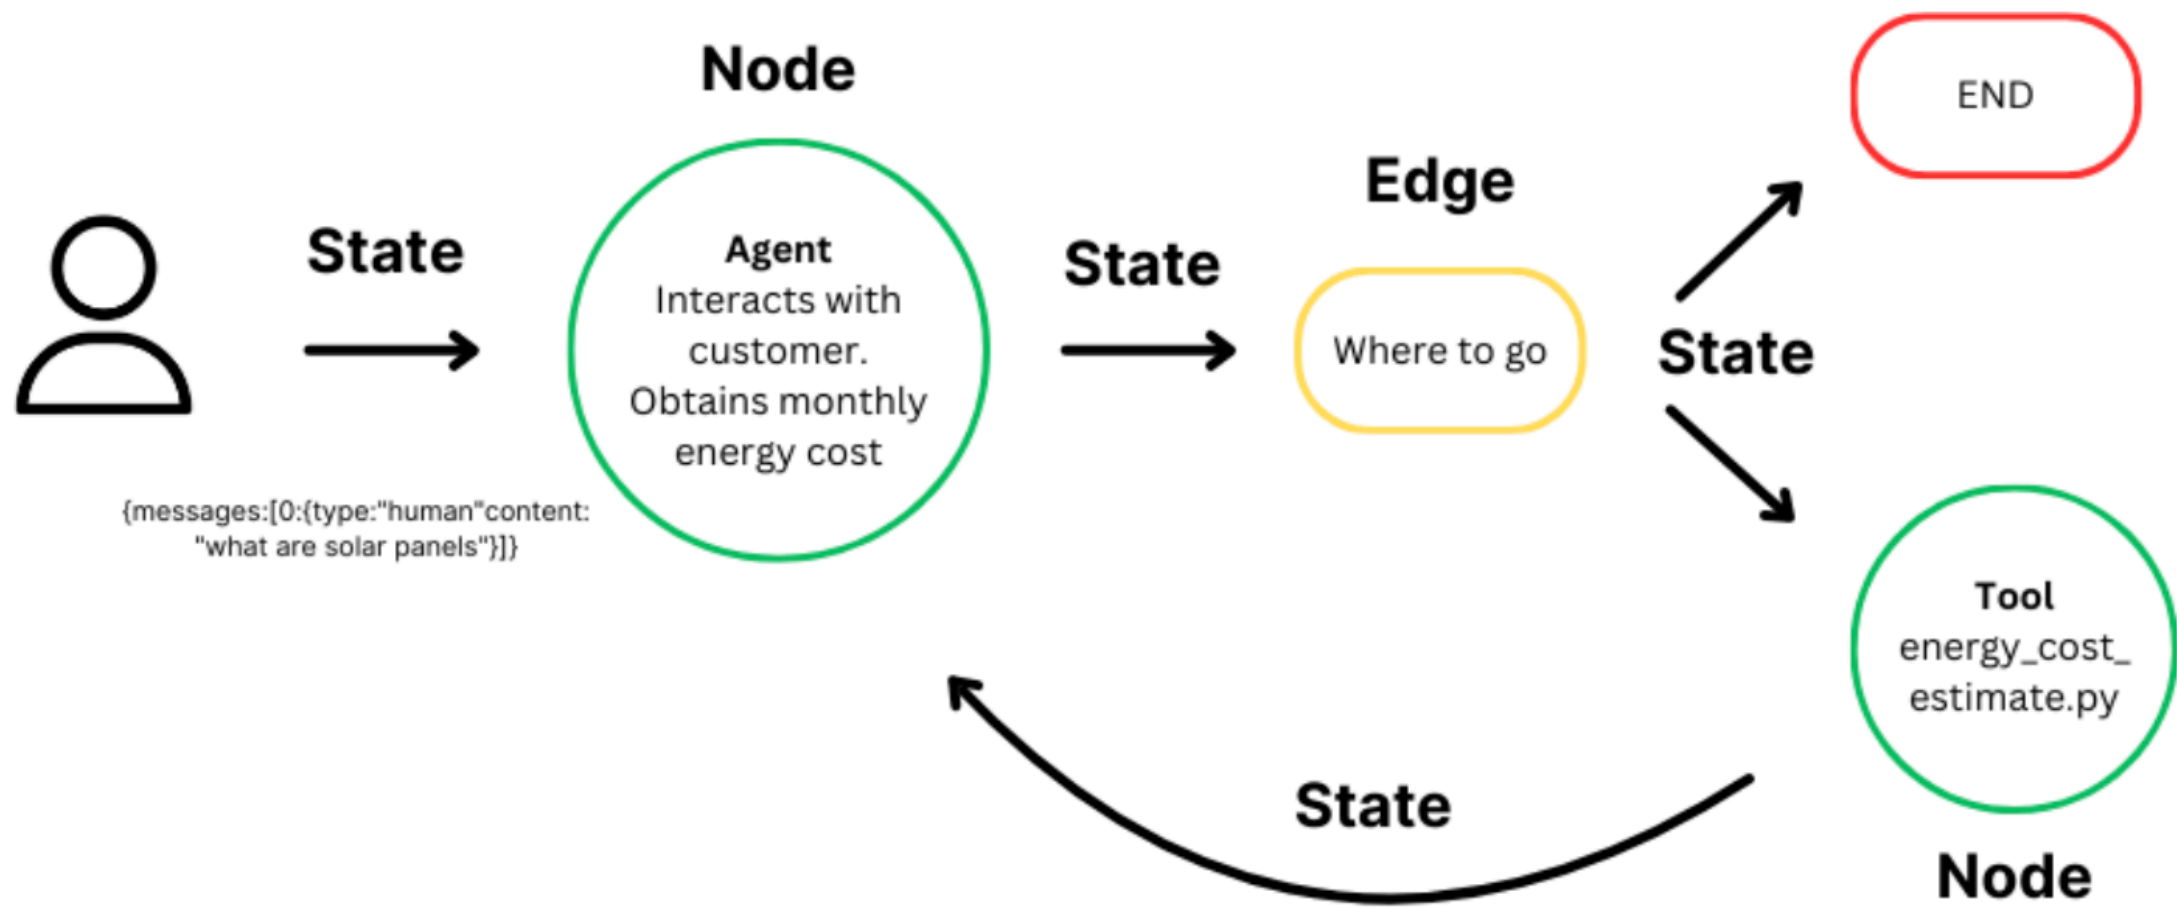 Node
END
Edge
State
Agent
Interacts with
customer.
Obtains monthly
energy cost
State
Where to go
State
{messages:[0:{type:"human"content:
"what are solar panels"}]}
Tool
energy_cost_
estimate.py
State
Node